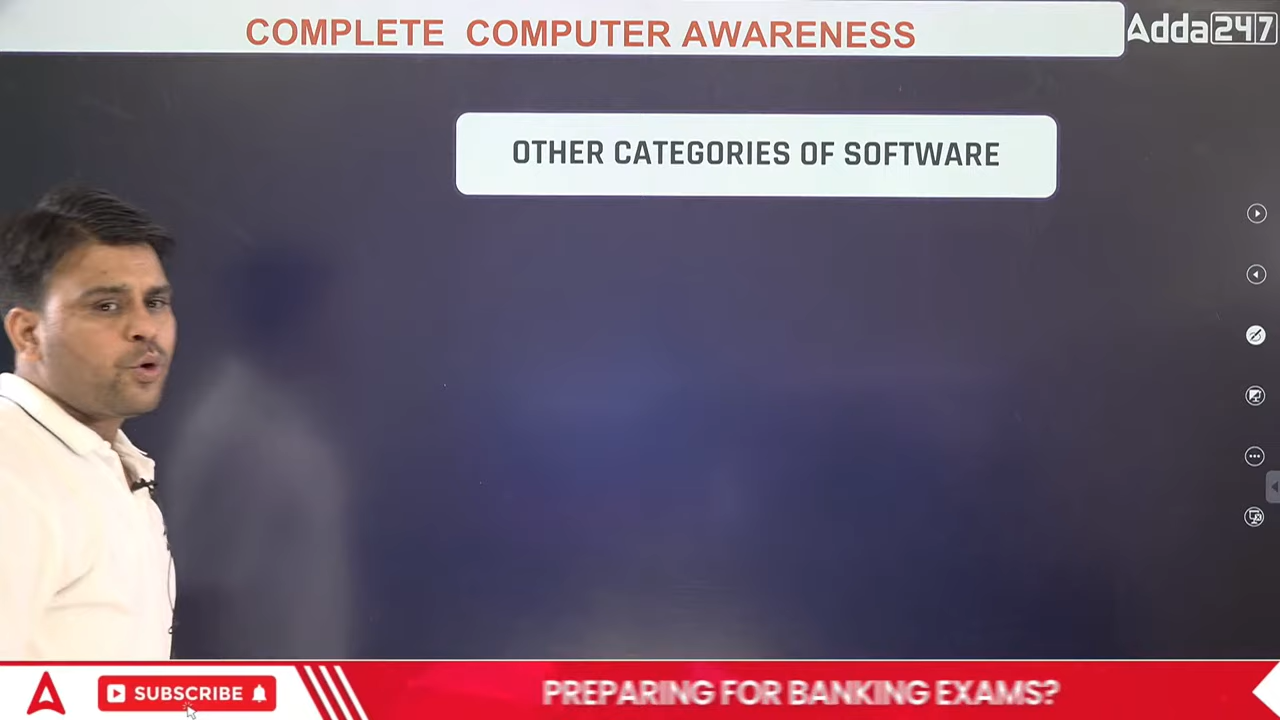 COMPLETE COMPUTER AWARENESS
Adda247
OTHER CATEGORIES OF SOFTWARE
SUBSCRIBE
PREPARING FOR BANKING EXAMS?